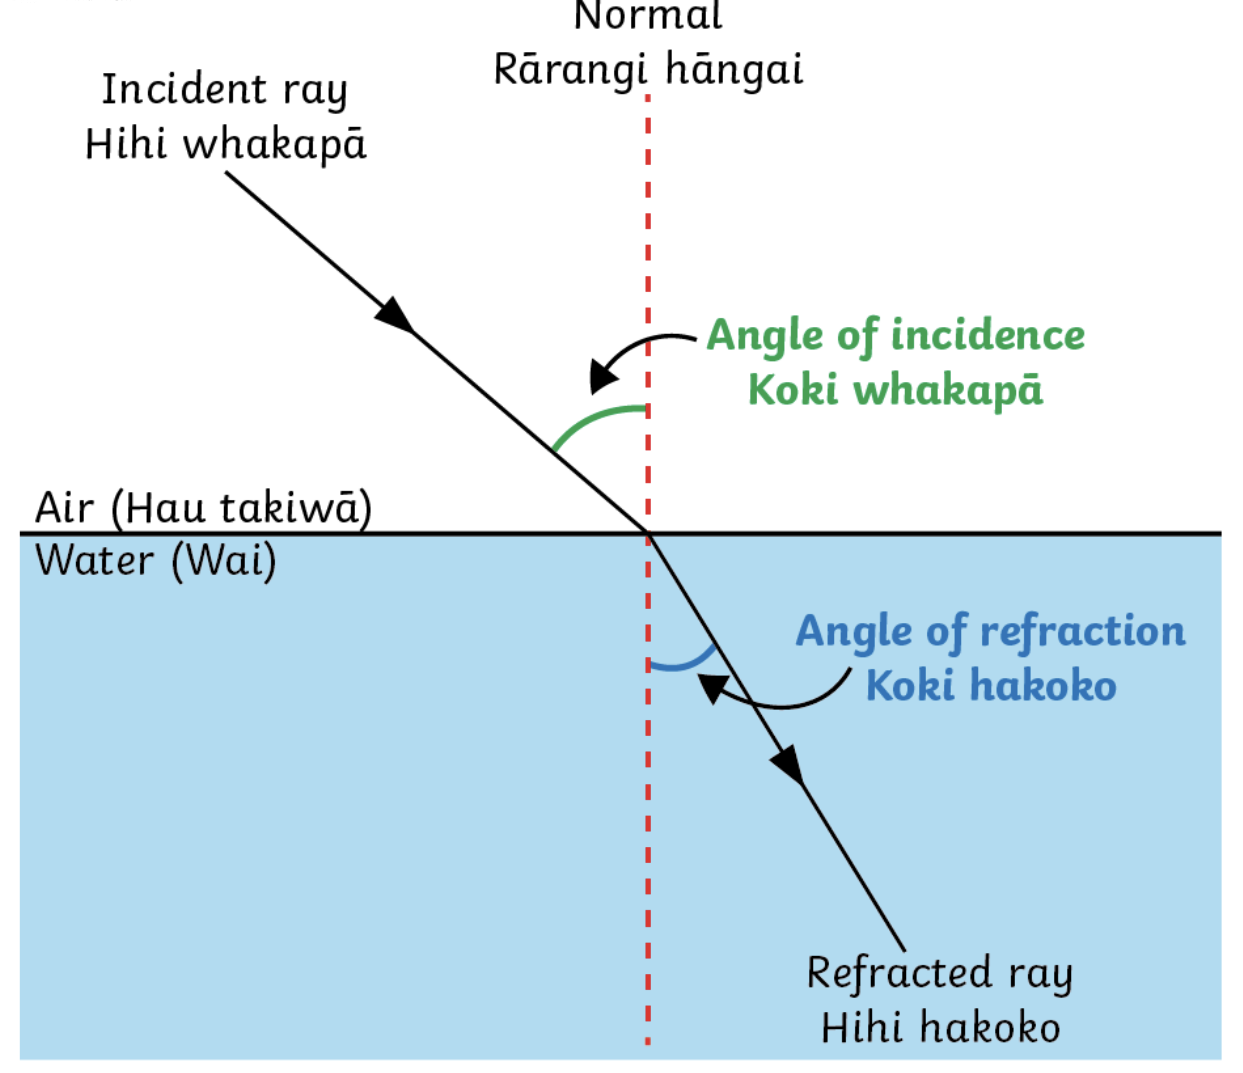 Normal
Rārangi hāngai
Incident ray
Hihi whakapā
Angle of incidence
Koki whakapā
Air (Hau takiwā)
Water (Wai)
Angle of refraction
Koki hakoko
Refracted ray
Hihi hakoko